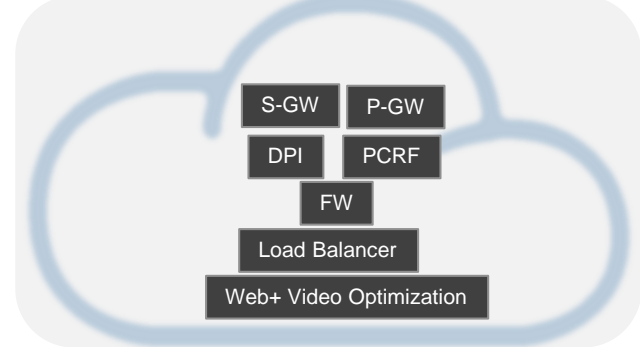 S-GW P-GW
DPI PCRF
FW
Load Balancer
Web+ Video Optimization